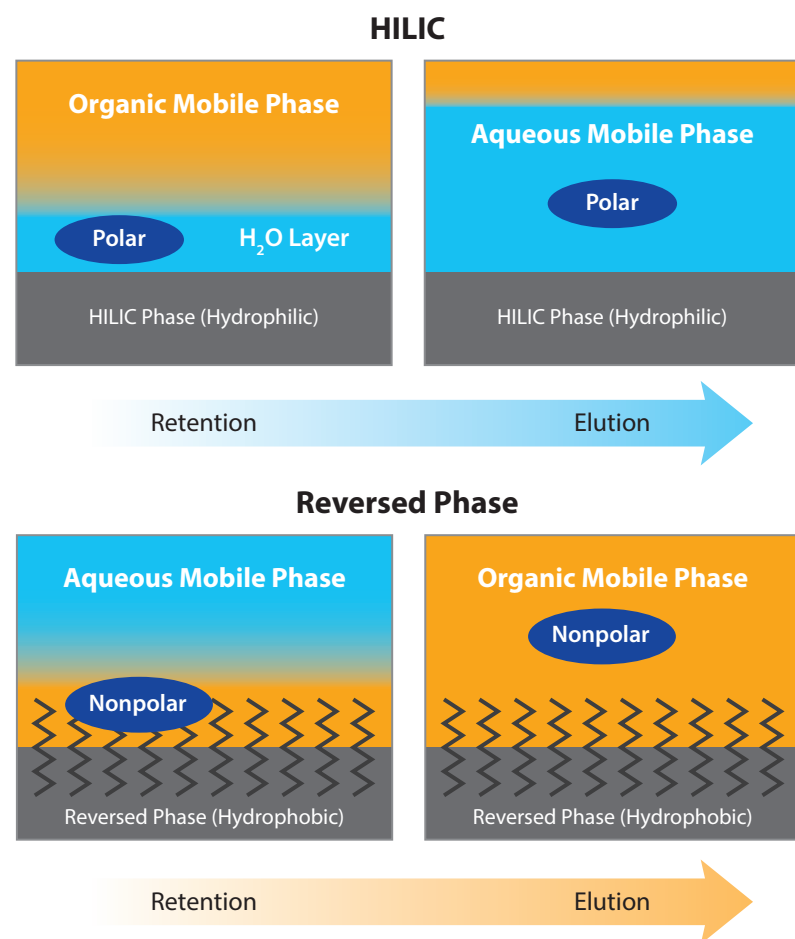 HILIC
Organic Mobile Phase
Polar
H₂O Layer
HILIC Phase (Hydrophilic)
Aqueous Mobile Phase
Polar
HILIC Phase (Hydrophilic)
Retention
Elution
Reversed Phase
Aqueous Mobile Phase
Nonpolar
Reversed Phase (Hydrophobic)
Organic Mobile Phase
Nonpolar
Reversed Phase (Hydrophobic)
Retention
Elution